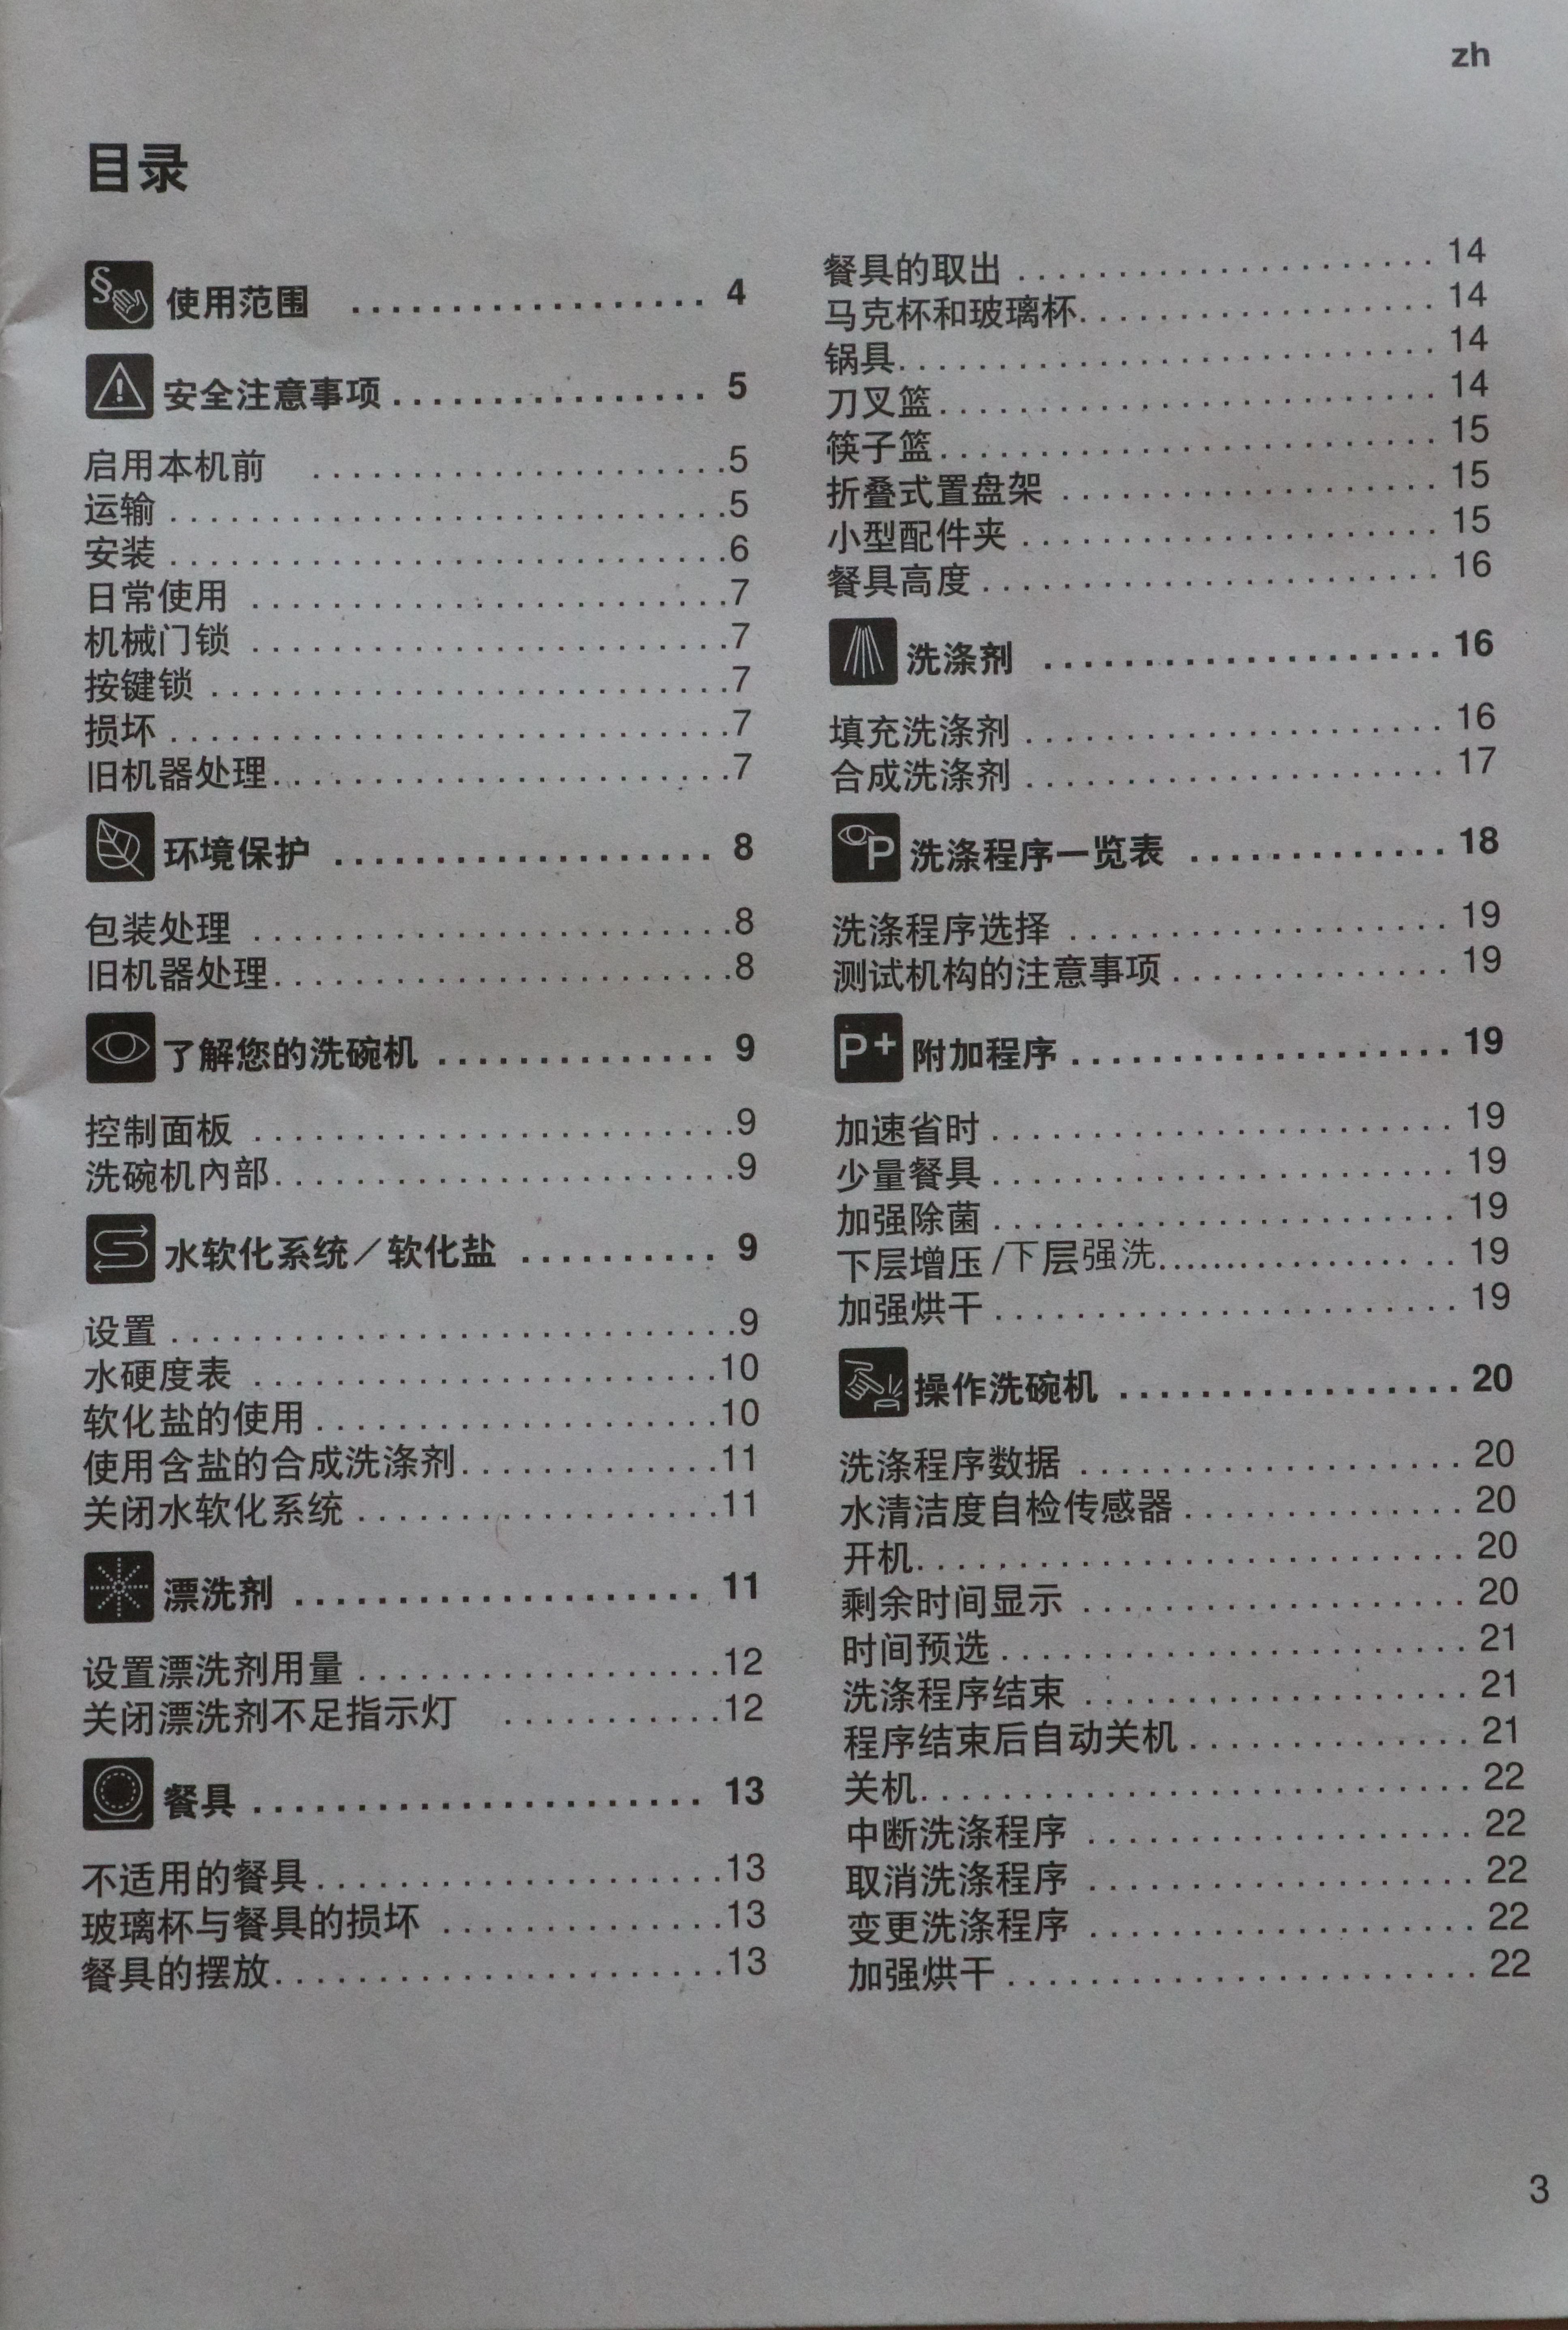 zh
目录
使用范围 .................. 4
安全注意事项 ................ 5
启用本机前 .....................5
运输 ............................5
安装 ............................6
日常使用 ........................7
机械门锁 ........................7
按键锁 ..........................7
损坏 ............................7
旧机器处理.......................7
环境保护 ................... 8
包装处理 ........................8
旧机器处理.......................8
了解您的洗碗机 .............. 9
控制面板 ........................9
洗碗机内部.......................9
水软化系统／软化盐 .......... 9
设置 ............................9
水硬度表 .......................10
软化盐的使用 ....................10
使用含盐的合成洗涤剂.............11
关闭水软化系统 ..................11
漂洗剂 .................... 11
设置漂洗剂用量 ..................12
关闭漂洗剂不足指示灯 ...........12
餐具 ...................... 13
不适用的餐具 ....................13
玻璃杯与餐具的损坏 ..............13
餐具的摆放......................13
餐具的取出 ..................... 14
马克杯和玻璃杯.................. 14
锅具........................... 14
刀叉篮......................... 14
筷子篮......................... 15
折叠式置盘架 ................... 15
小型配件夹 ..................... 15
餐具高度 ....................... 16
洗涤剂 .................... 16
填充洗涤剂 ..................... 16
合成洗涤剂 ..................... 17
洗涤程序一览表 ............. 18
洗涤程序选择 ................... 19
测试机构的注意事项 .............. 19
附加程序 ................... 19
加速省时 ....................... 19
少量餐具 ....................... 19
加强除菌 ....................... 19
下层增压 /下层强洗.................. 19
加强烘干 ....................... 19
操作洗碗机 ................. 20
洗涤程序数据 ................... 20
水清洁度自检传感器 .............. 20
开机........................... 20
剩余时间显示 ................... 20
时间预选 ....................... 21
洗涤程序结束 ................... 21
程序结束后自动关机 .............. 21
关机........................... 22
中断洗涤程序 ................... 22
取消洗涤程序 ................... 22
变更洗涤程序 ................... 22
加强烘干 ....................... 22
3